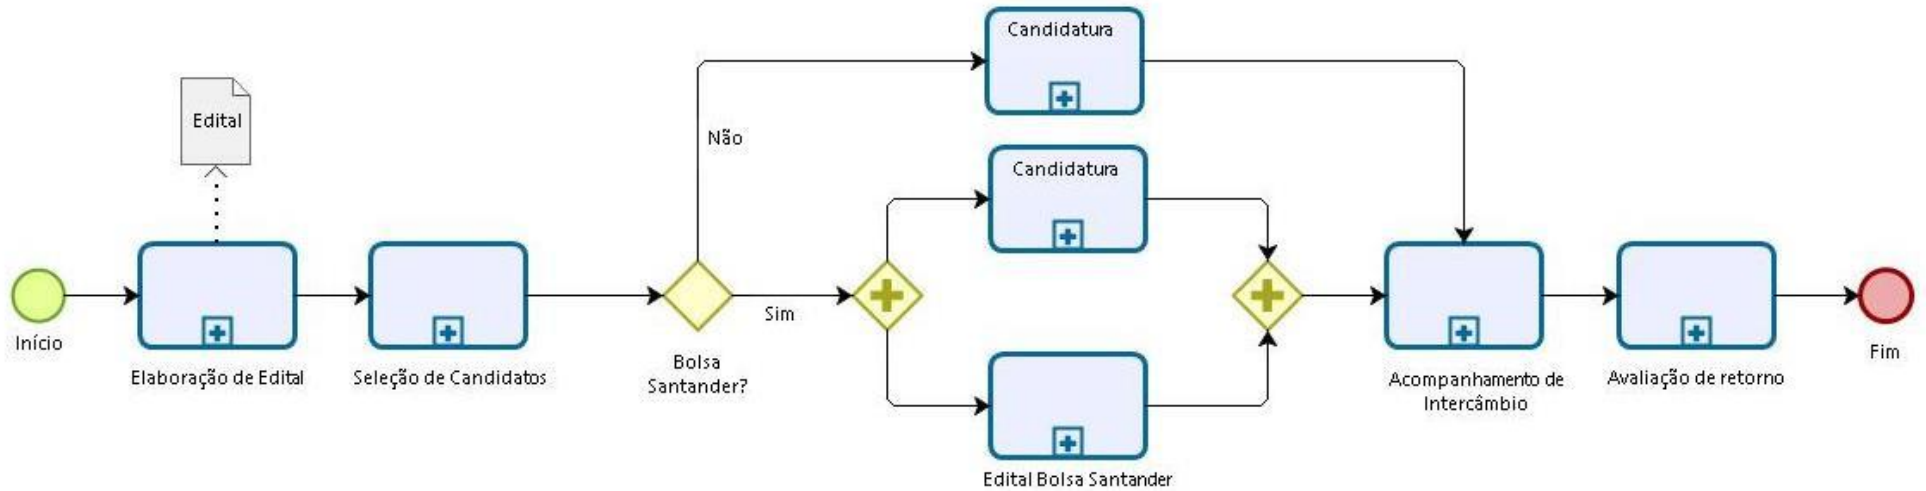 Candidatura
Edital
Não
Candidatura
Início
Sim
Elaboração de Edital
Seleção de Candidatos
Bolsa
Santander?
Edital Bolsa Santander
Acompanhamento de
Intercâmbio
Avaliação de retorno
Fim